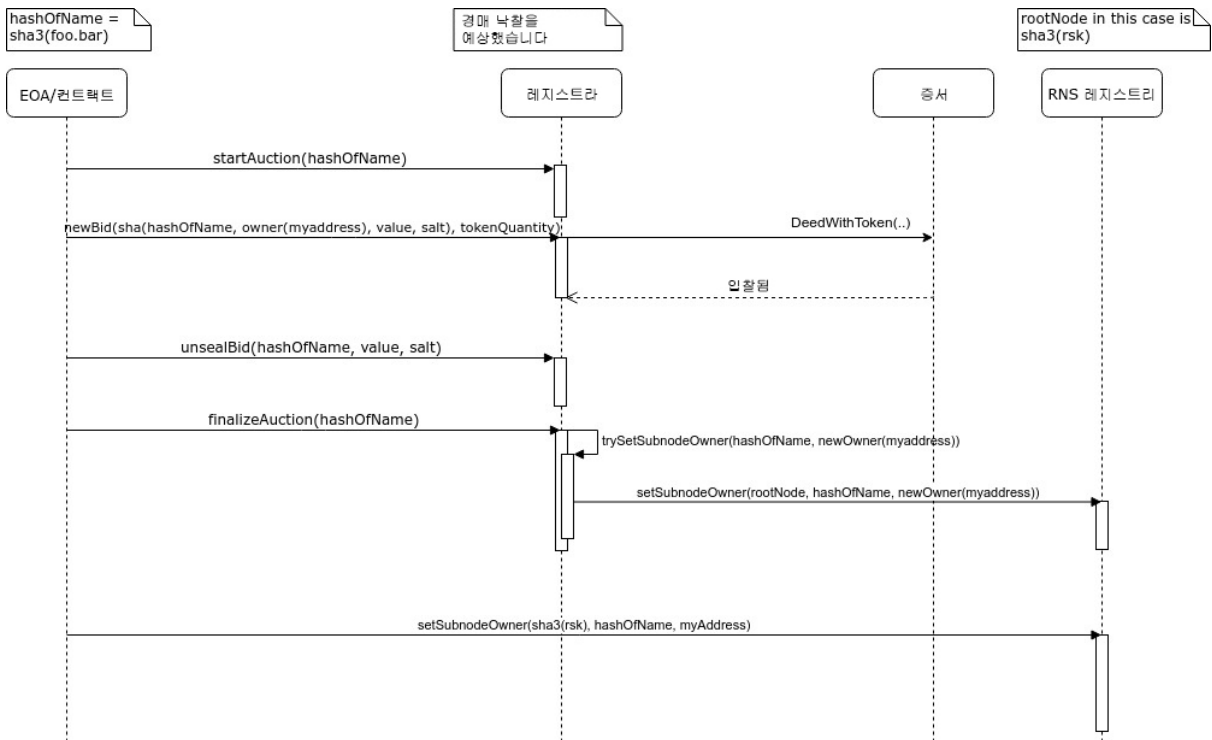 hashOfName =
sha3(foo.bar)
경매 낙찰을
예상했습니다
rootNode in this case is
sha3(rsk)
EOA/컨트랙트
레지스트라
증서
RNS 레지스트리
startAuction(hashOfName)
newBid(sha(hashOfName, owner(myaddress), value, salt), tokenQuantity)
DeedWithToken(..)
입찰됨
unsealBid(hashOfName, value, salt)
finalizeAuction(hashOfName)
trySetSubnodeOwner(hashOfName, newOwner(myaddress))
setSubnodeOwner(rootNode, hashOfName, newOwner(myaddress))
setSubnodeOwner(sha3(rsk), hashOfName, myAddress)